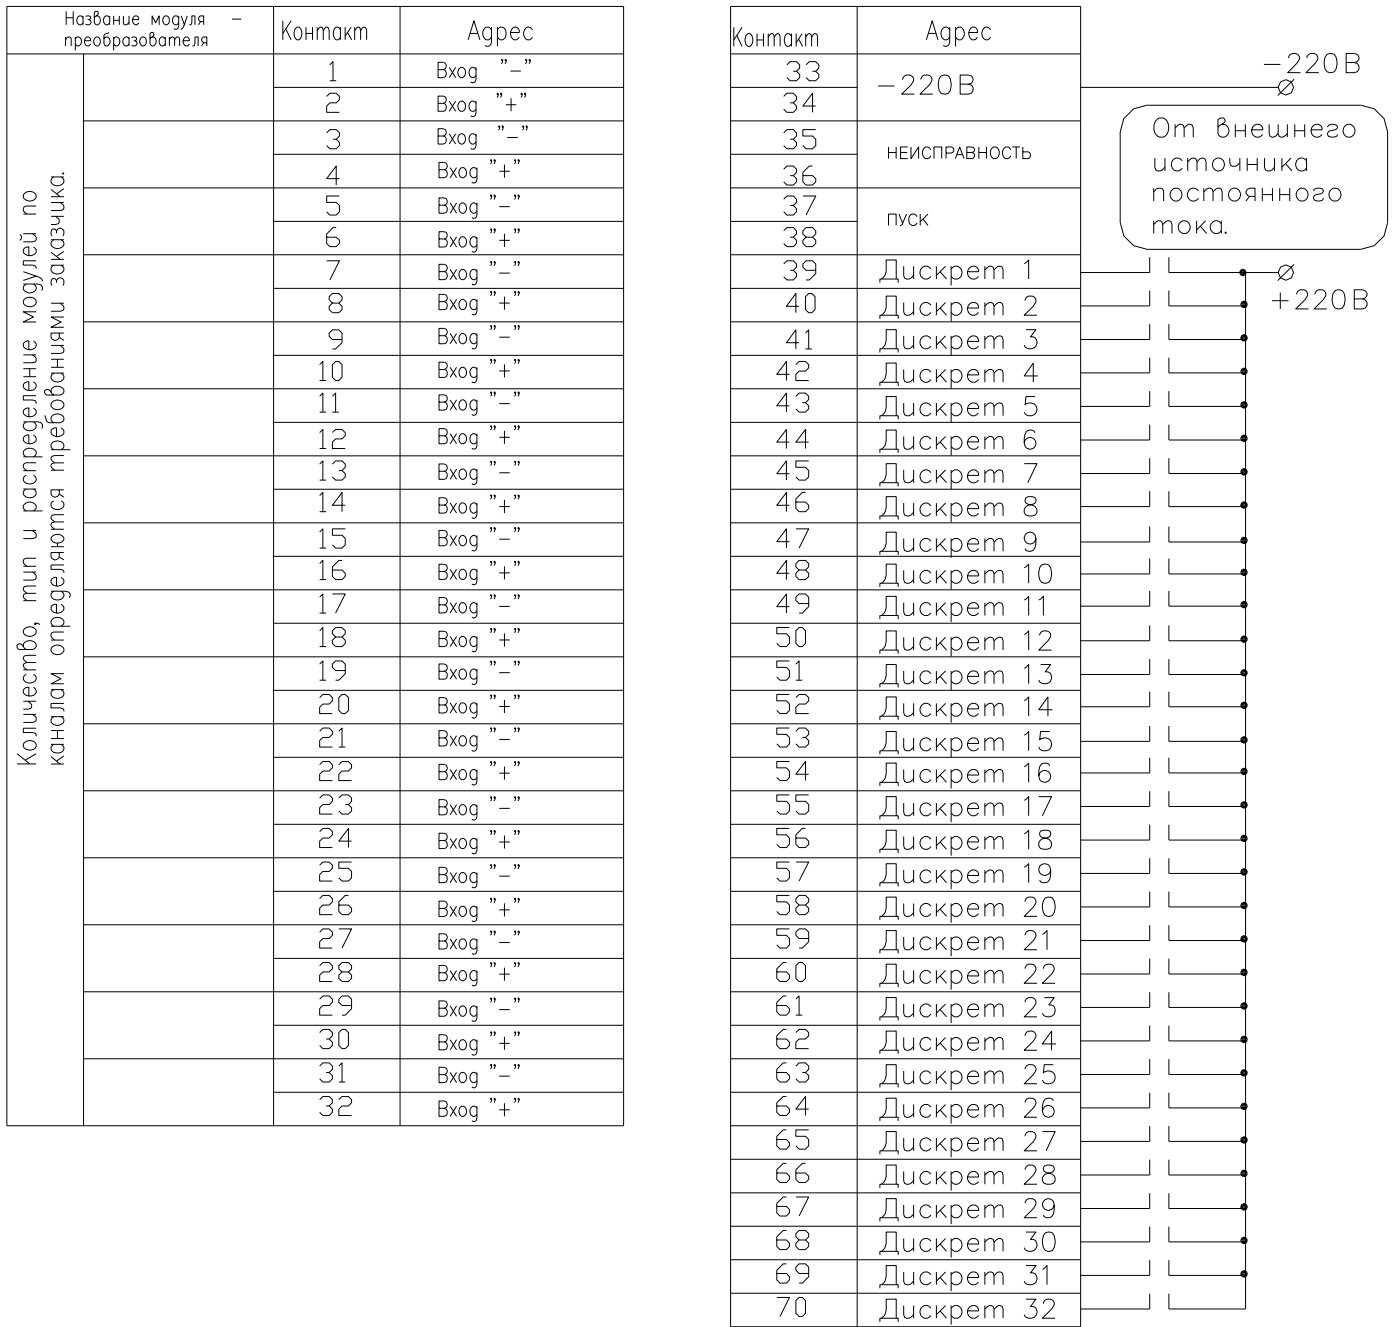 Название модуля –
преобразователя
Контакт Адрес
Количество, тип и распределение модулей по
каналам определяются требованиями заказчика.
1 Вход "–"
2 Вход "+"
3 Вход "–"
4 Вход "+"
5 Вход "–"
6 Вход "+"
7 Вход "–"
8 Вход "+"
9 Вход "–"
10 Вход "+"
11 Вход "–"
12 Вход "+"
13 Вход "–"
14 Вход "+"
15 Вход "–"
16 Вход "+"
17 Вход "–"
18 Вход "+"
19 Вход "–"
20 Вход "+"
21 Вход "–"
22 Вход "+"
23 Вход "–"
24 Вход "+"
25 Вход "–"
26 Вход "+"
27 Вход "–"
28 Вход "+"
29 Вход "–"
30 Вход "+"
31 Вход "–"
32 Вход "+"
Контакт Адрес
33
–220В
34
35
НЕИСПРАВНОСТЬ
36
37
ПУСК
38
39 Дискрет 1
40 Дискрет 2
41 Дискрет 3
42 Дискрет 4
43 Дискрет 5
44 Дискрет 6
45 Дискрет 7
46 Дискрет 8
47 Дискрет 9
48 Дискрет 10
49 Дискрет 11
50 Дискрет 12
51 Дискрет 13
52 Дискрет 14
53 Дискрет 15
54 Дискрет 16
55 Дискрет 17
56 Дискрет 18
57 Дискрет 19
58 Дискрет 20
59 Дискрет 21
60 Дискрет 22
61 Дискрет 23
62 Дискрет 24
63 Дискрет 25
64 Дискрет 26
65 Дискрет 27
66 Дискрет 28
67 Дискрет 29
68 Дискрет 30
69 Дискрет 31
70 Дискрет 32
–220В
От внешнего
источника
постоянного
тока.
+220В